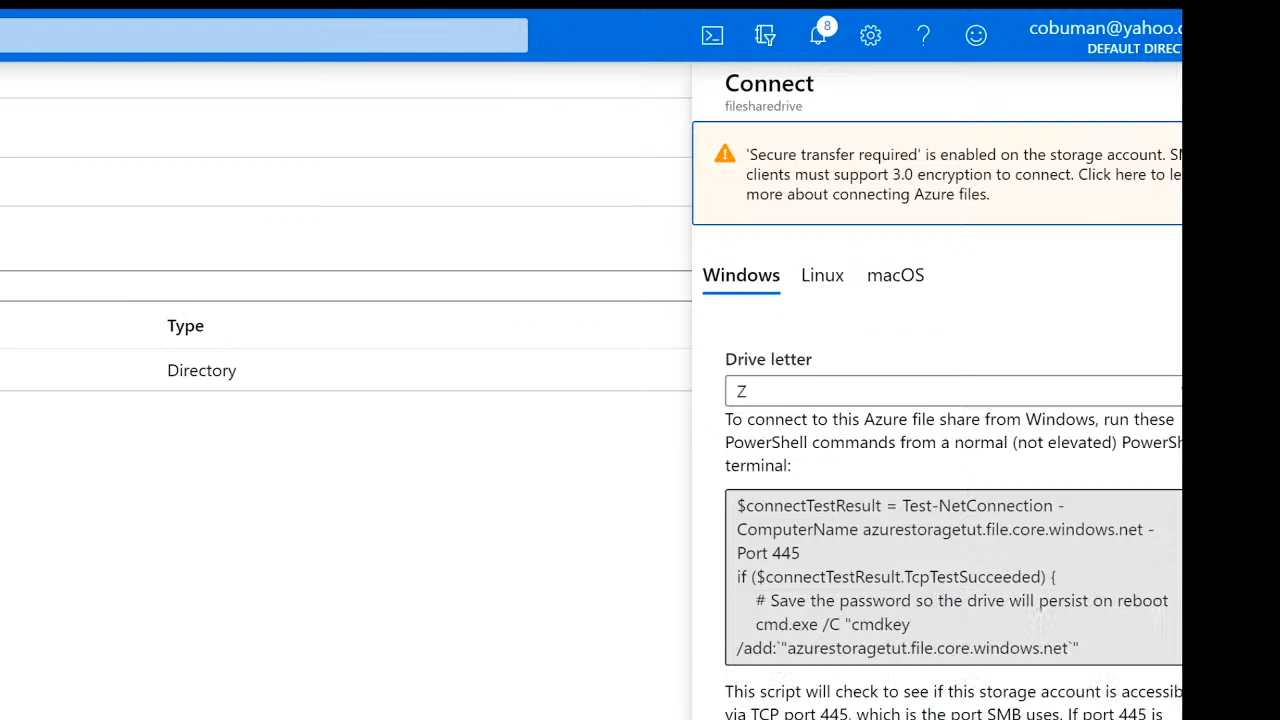 8
cobuman@yahoo.c
DEFAULT DIREC
Connect
filesharedrive
'Secure transfer required' is enabled on the storage account. SM
clients must support 3.0 encryption to connect. Click here to le
more about connecting Azure files.
Windows Linux macOS
Type
Directory
Drive letter
Z
To connect to this Azure file share from Windows, run these
PowerShell commands from a normal (not elevated) PowerSh
terminal:
$connectTestResult = Test-NetConnection -
ComputerName azurestoragetut.file.core.windows.net -
Port 445
if ($connectTestResult.TcpTestSucceeded) {
# Save the password so the drive will persist on reboot
cmd.exe /C "cmdkey
/add:`"azurestoragetut.file.core.windows.net`"
This script will check to see if this storage account is accessib
via TCP port 445, which is the port SMB uses. If port 445 is